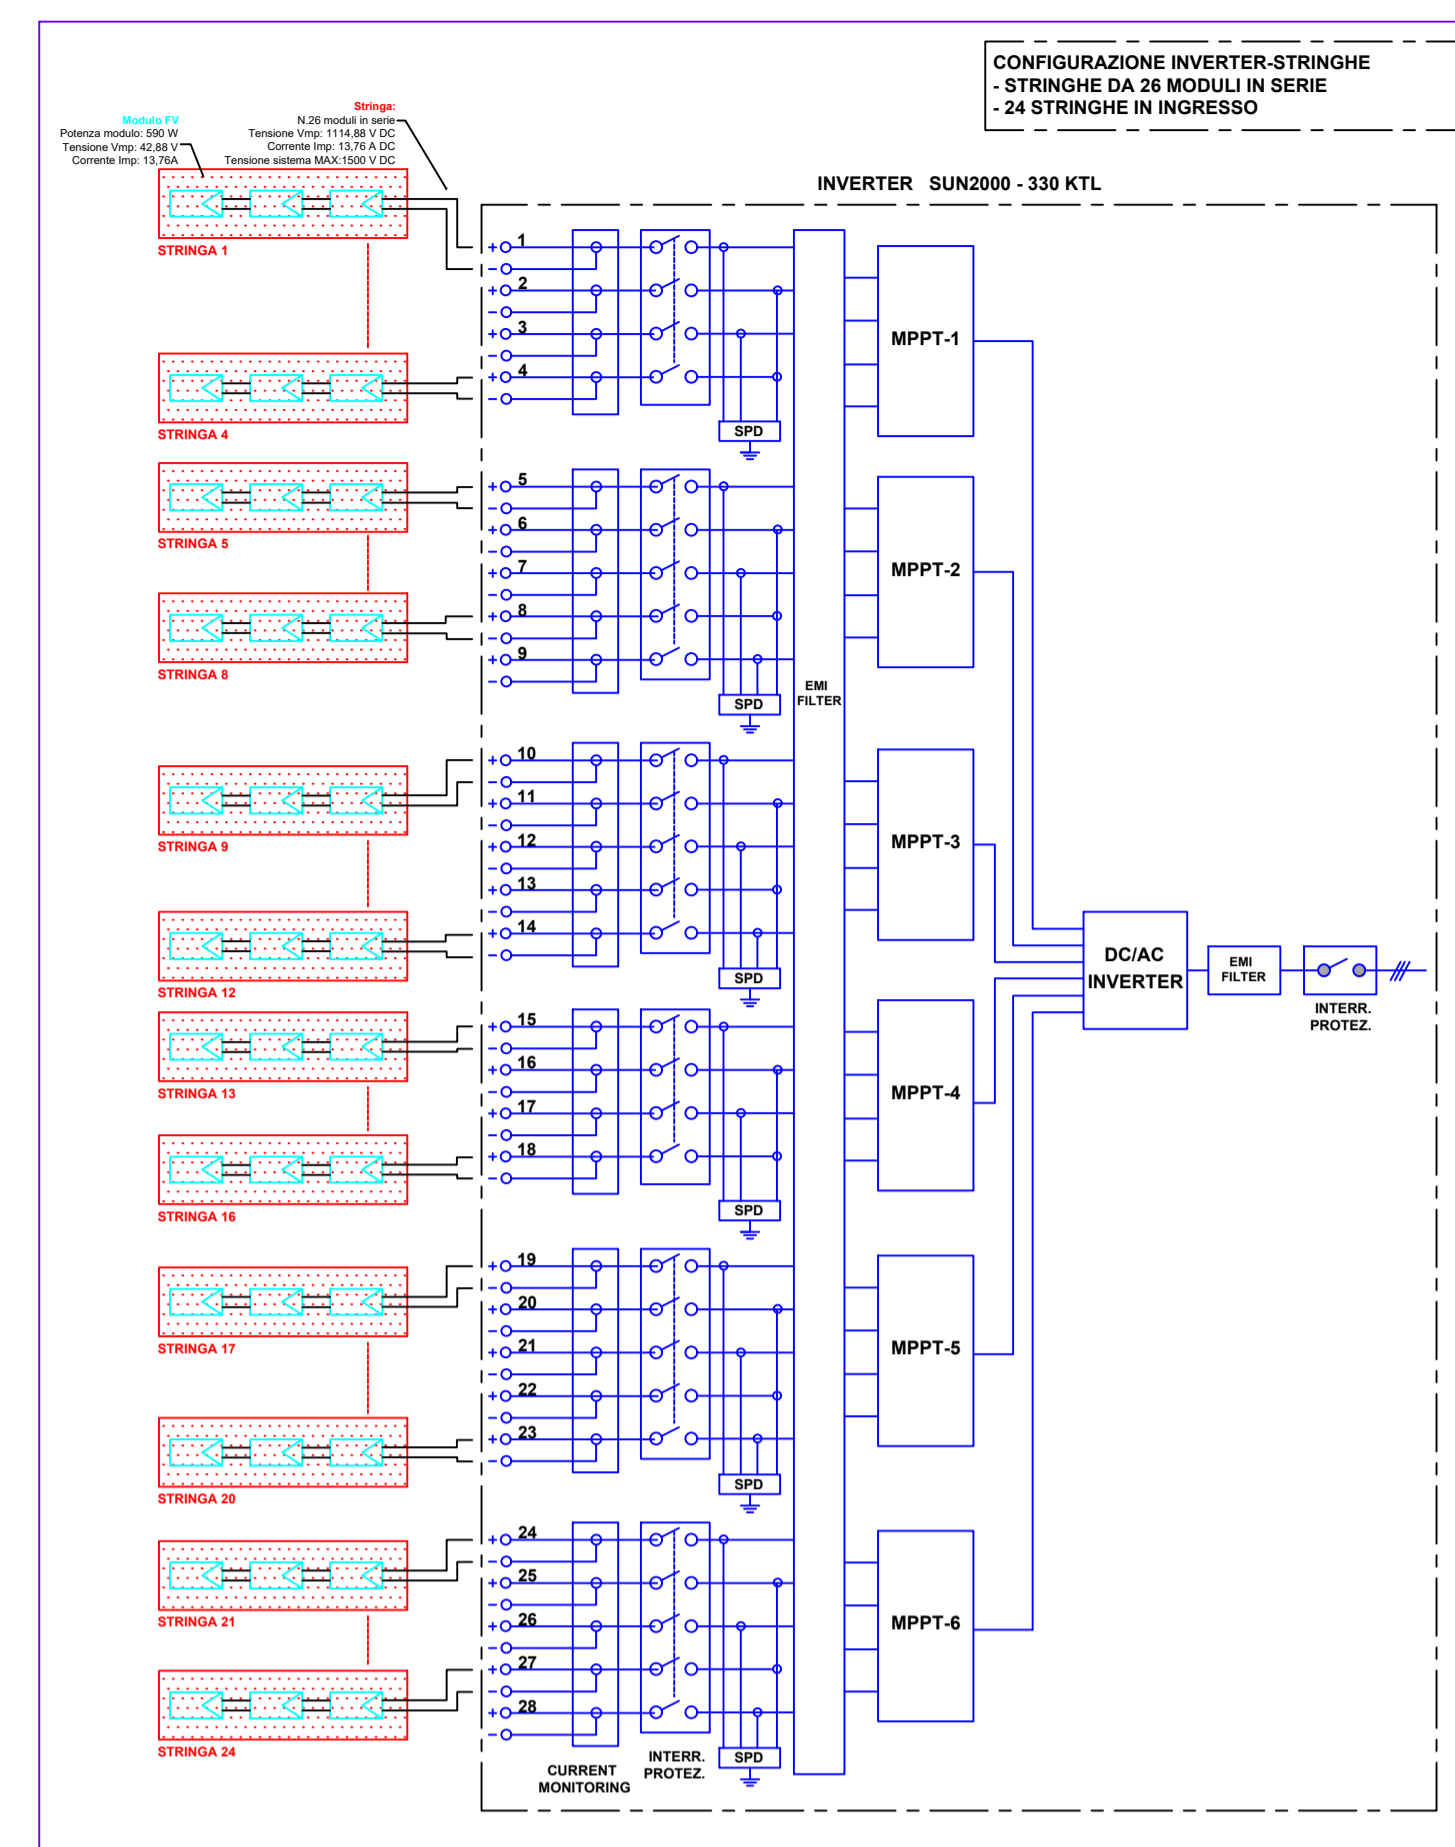 CONFIGURAZIONE INVERTER-STRINGHE
- STRINGHE DA 26 MODULI IN SERIE
- 24 STRINGHE IN INGRESSO
Modulo FV
Potenza modulo: 590 W
Tensione Vmp: 42,88 V
Corrente Imp: 13,76A
Stringa:
N.26 moduli in serie
Tensione Vmp: 1114,88 V DC
Corrente Imp: 13,76 A DC
Tensione sistema MAX:1500 V DC
INVERTER SUN2000 - 330 KTL
STRINGA 1
STRINGA 4
STRINGA 5
STRINGA 8
STRINGA 9
STRINGA 12
STRINGA 13
STRINGA 16
STRINGA 17
STRINGA 20
STRINGA 21
STRINGA 24
+ 1
-
+ 2
-
+ 3
-
+ 4
-
SPD
+ 5
-
+ 6
-
+ 7
-
+ 8
-
+ 9
-
SPD
+ 10
-
+ 11
-
+ 12
-
+ 13
-
+ 14
-
SPD
+ 15
-
+ 16
-
+ 17
-
+ 18
-
SPD
+ 19
-
+ 20
-
+ 21
-
+ 22
-
+ 23
-
SPD
+ 24
-
+ 25
-
+ 26
-
+ 27
-
+ 28
-
SPD
CURRENT
MONITORING
INTERR.
PROTEZ.
EMI
FILTER
MPPT-1
MPPT-2
MPPT-3
MPPT-4
MPPT-5
MPPT-6
DC/AC
INVERTER
EMI
FILTER
INTERR.
PROTEZ.